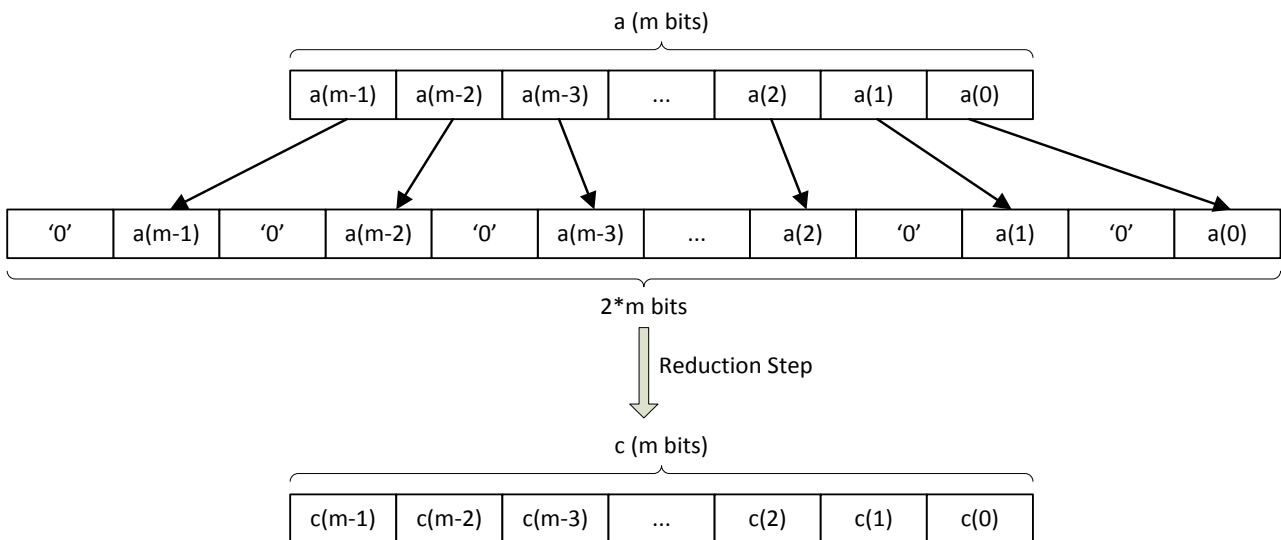 a (m bits)
a(m-1) a(m-2) a(m-3) ... a(2) a(1) a(0)
‘0’ a(m-1) ‘0’ a(m-2) ‘0’ a(m-3) ... a(2) ‘0’ a(1) ‘0’ a(0)
2*m bits
Reduction Step
c (m bits)
c(m-1) c(m-2) c(m-3) ... c(2) c(1) c(0)